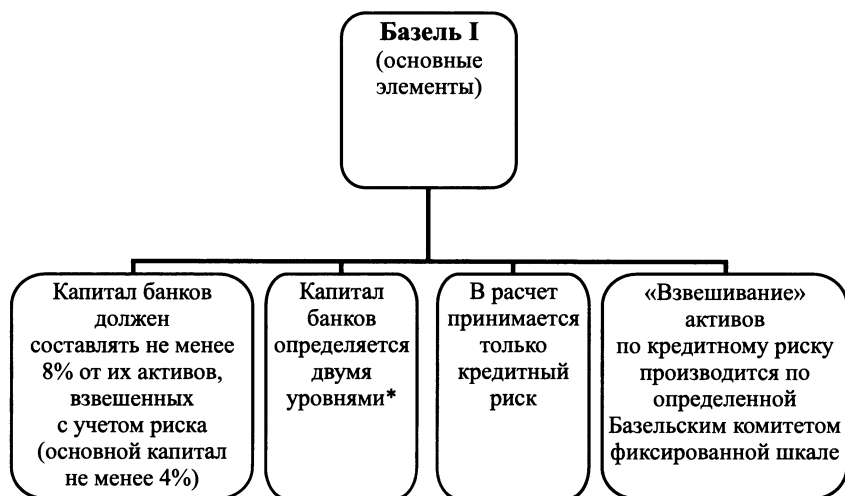 Базель I
(основные
элементы)
Капитал банков
должен
составлять не менее
8% от их активов,
взвешенных
с учетом риска
(основной капитал
не менее 4%)
Капитал
банков
определяется
двумя
уровнями*
В расчет
принимается
только
кредитный
риск
«Взвешивание»
активов
по кредитному риску
производится по
определенной
Базельским комитетом
фиксированной шкале